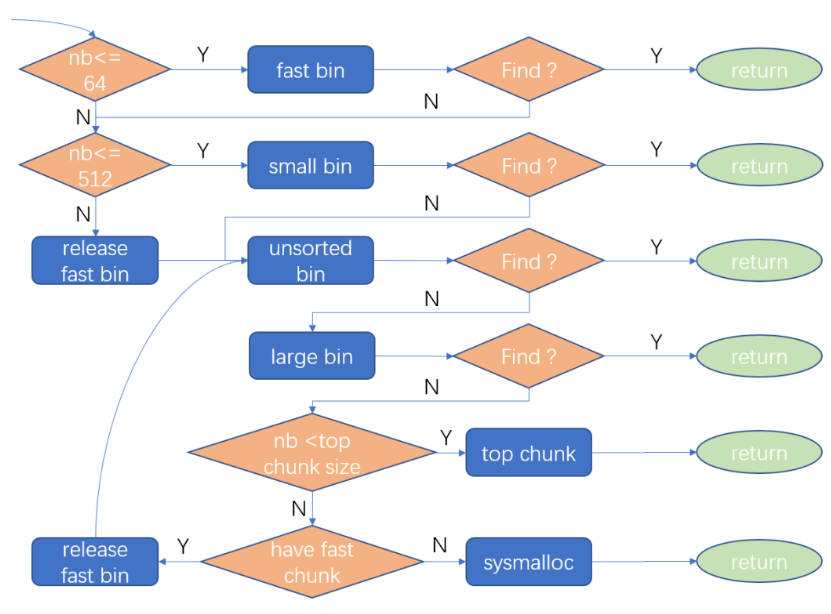 nb<=
64
Y
fast bin
Find ?
Y
return
N
N
nb<=
512
Y
small bin
Find ?
Y
return
N
N
release
fast bin
unsorted
bin
Find ?
Y
return
N
large bin
Find ?
Y
return
N
nb <top
chunk size
Y
top chunk
return
N
release
fast bin
Y
have fast
chunk
N
sysmalloc
return